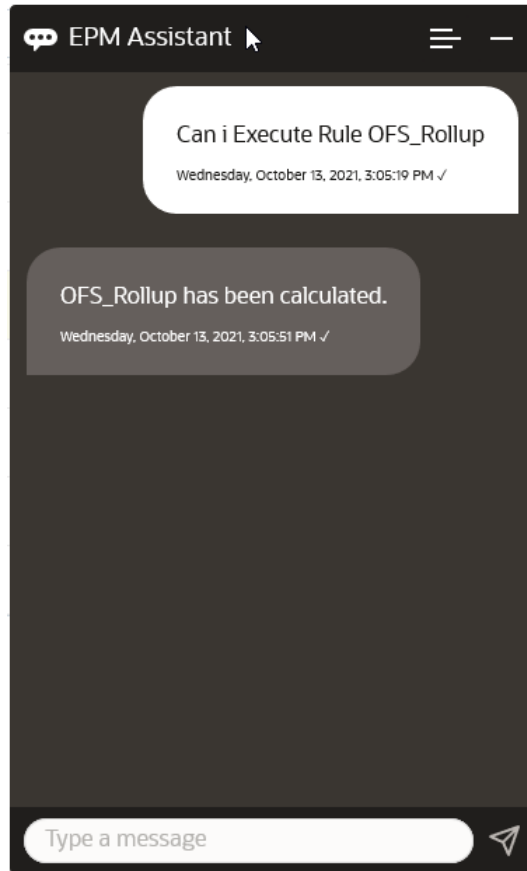 EPM Assistant
Can i Execute Rule OFS_Rollup
Wednesday, October 13, 2021, 3:05:19 PM ✓
OFS_Rollup has been calculated.
Wednesday, October 13, 2021, 3:05:51 PM ✓
Type a message